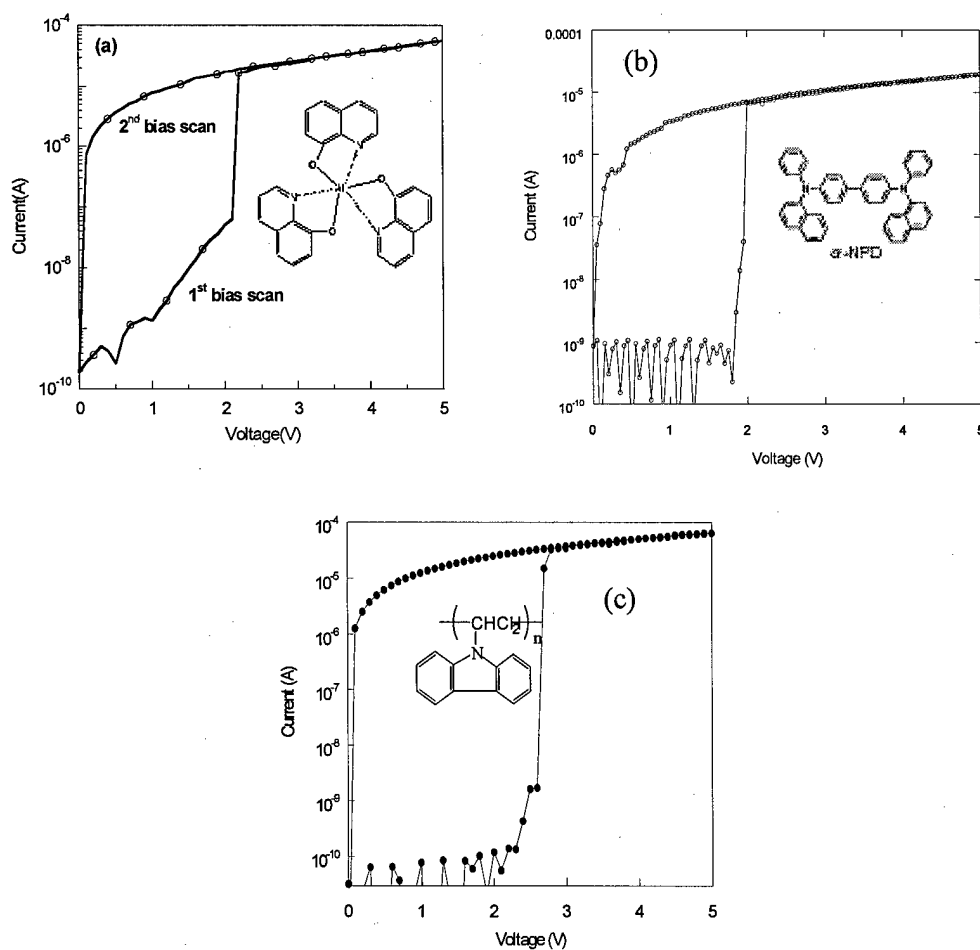 (a)
10⁻⁴
10⁻⁶
10⁻⁸
10⁻¹⁰
Current(A)
2nd bias scan
1st bias scan
N
O
Al
O
N
O
N
0 1 2 3 4 5
Voltage(V)
(b)
0.0001
10⁻⁵
10⁻⁶
10⁻⁷
10⁻⁸
10⁻⁹
10⁻¹⁰
Current (A)
N N
α-NPD
0 1 2 3 4 5
Voltage (V)
(c)
10⁻⁴
10⁻⁵
10⁻⁶
10⁻⁷
10⁻⁸
10⁻⁹
10⁻¹⁰
Current (A)
(CHCH₂)n
N
0 1 2 3 4 5
Voltage (V)